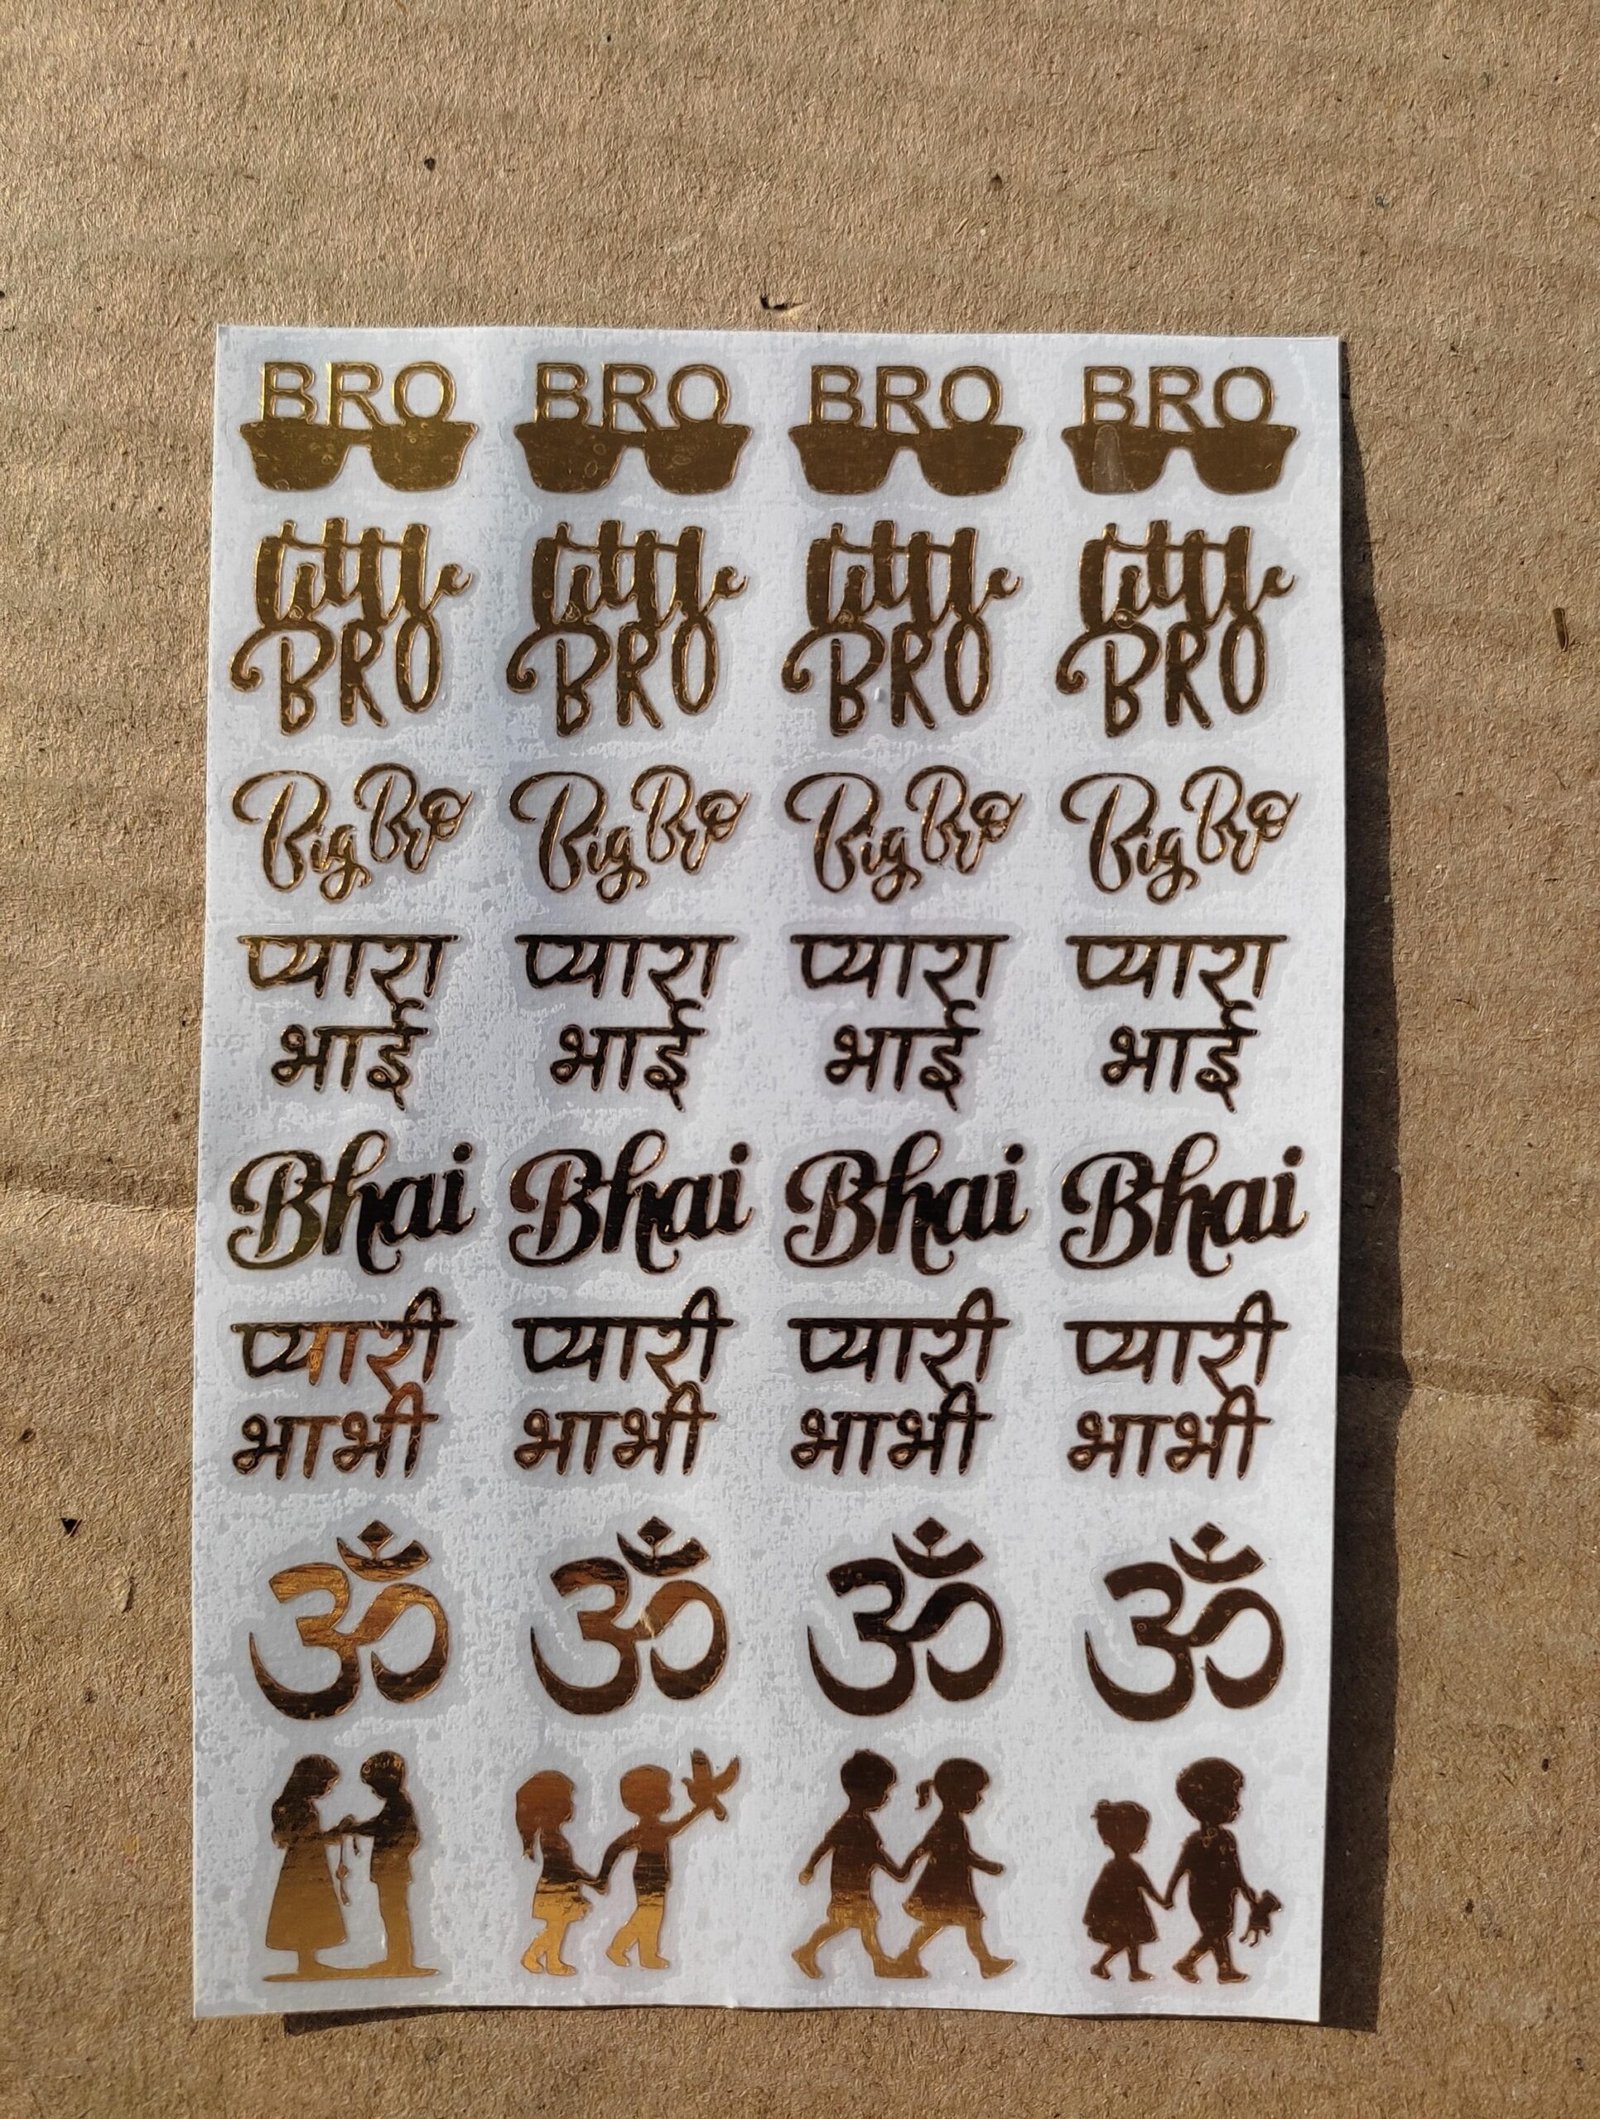 BRO BRO BRO BRO
Little Little Little Little
BRO BRO BRO BRO
Big Bro Big Bro Big Bro Big Bro
प्यारा प्यारा प्यारा प्यारा
भाई भाई भाई भाई
Bhai Bhai Bhai Bhai
प्यारी प्यारी प्यारी प्यारी
भाभी भाभी भाभी भाभी
ॐ ॐ ॐ ॐ